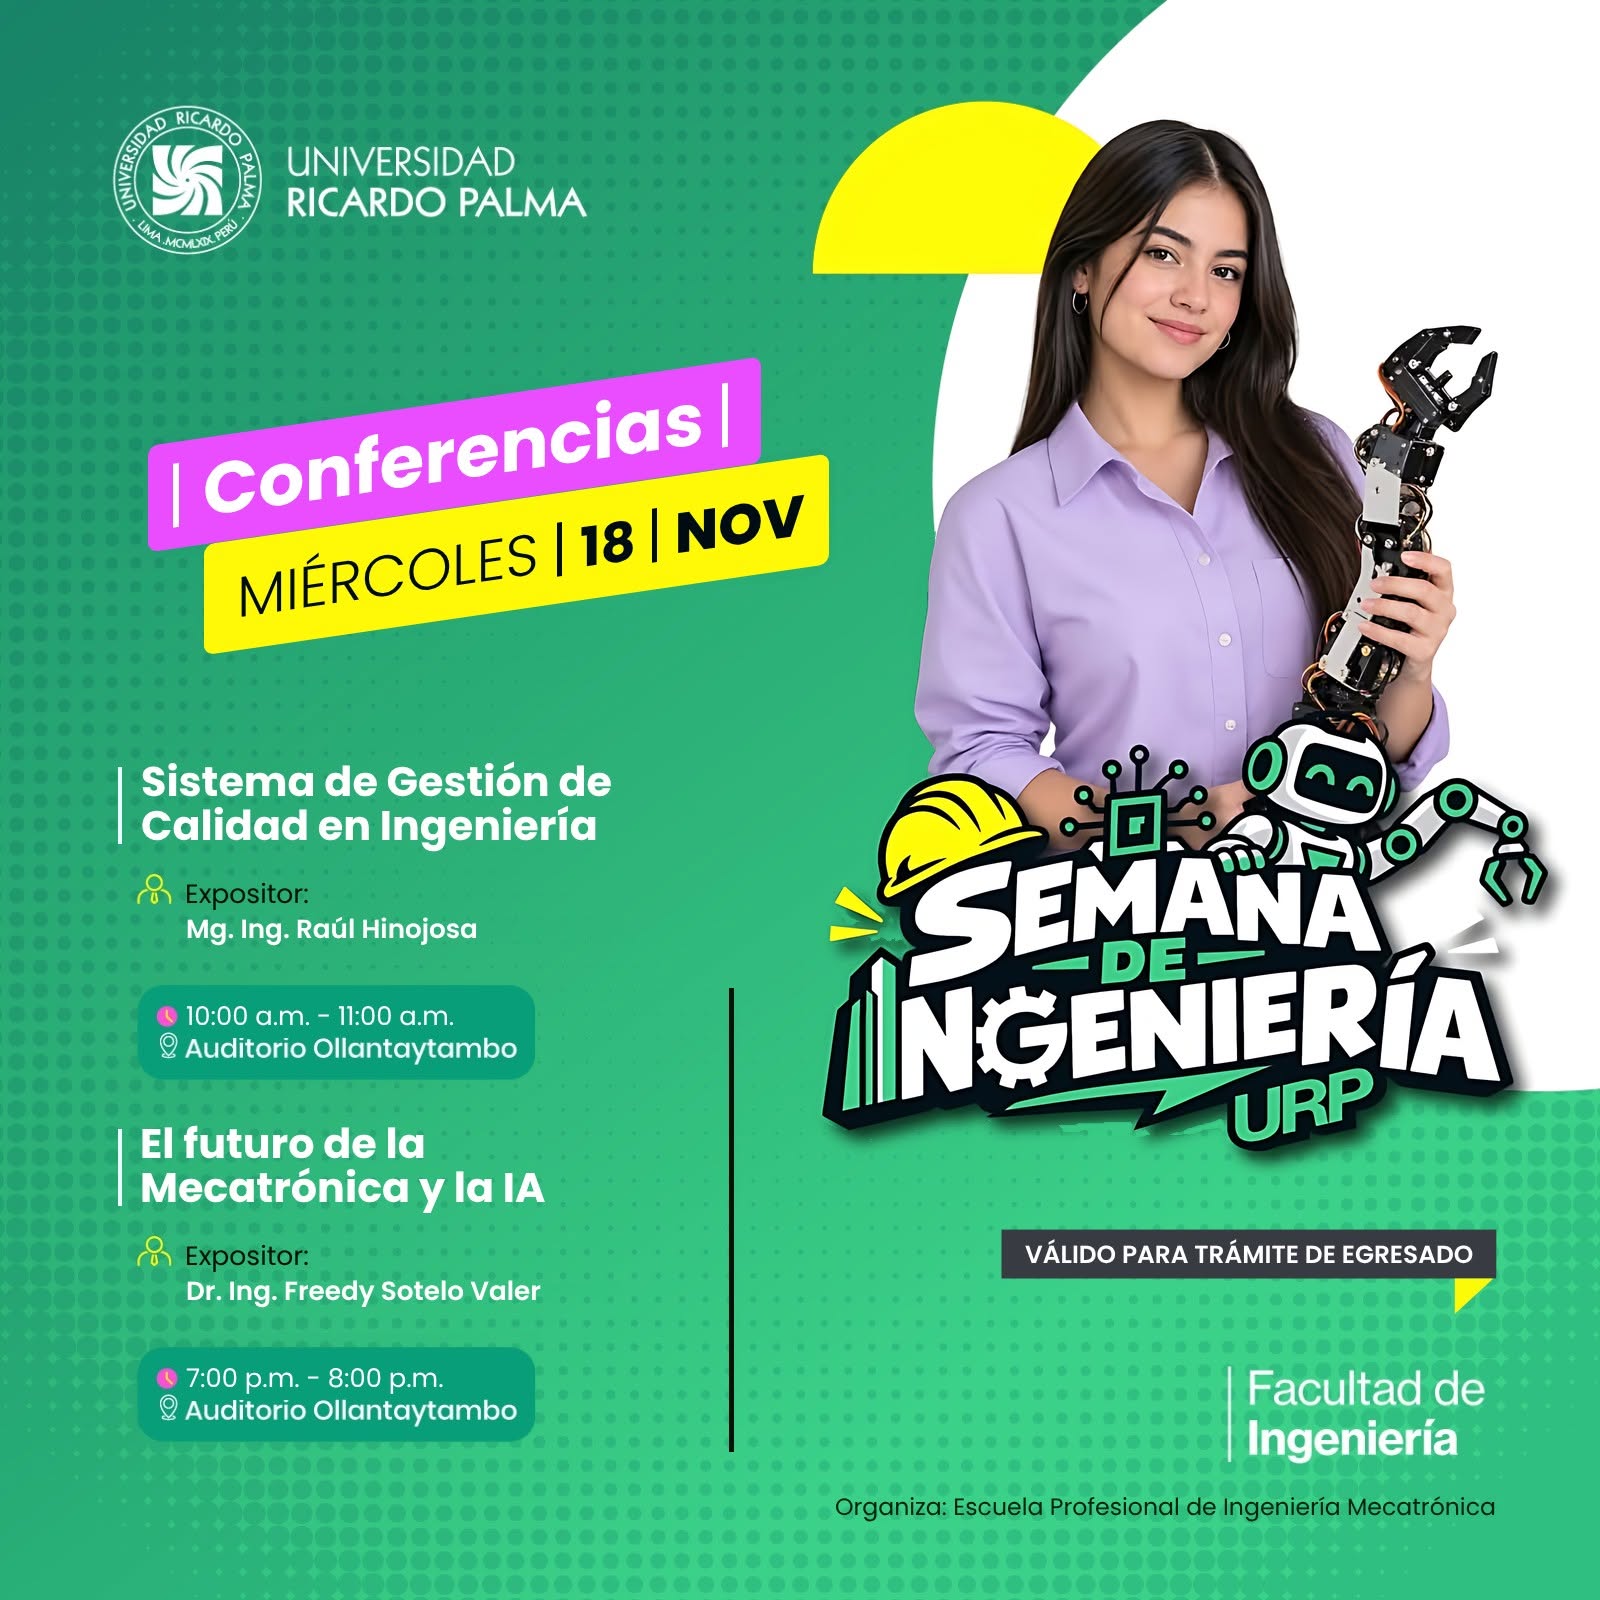 UNIVERSIDAD RICARDO PALMA
LIMA . MCMLXIX. PERÚ
UNIVERSIDAD
RICARDO PALMA
| Conferencias |
MIÉRCOLES | 18 | NOV
Sistema de Gestión de
Calidad en Ingeniería
Expositor:
Mg. Ing. Raúl Hinojosa
10:00 a.m. - 11:00 a.m.
Auditorio Ollantaytambo
El futuro de la
Mecatrónica y la IA
Expositor:
Dr. Ing. Freedy Sotelo Valer
7:00 p.m. - 8:00 p.m.
Auditorio Ollantaytambo
SEMANA
DE
INGENIERÍA
URP
VÁLIDO PARA TRÁMITE DE EGRESADO
Facultad de
Ingeniería
Organiza: Escuela Profesional de Ingeniería Mecatrónica